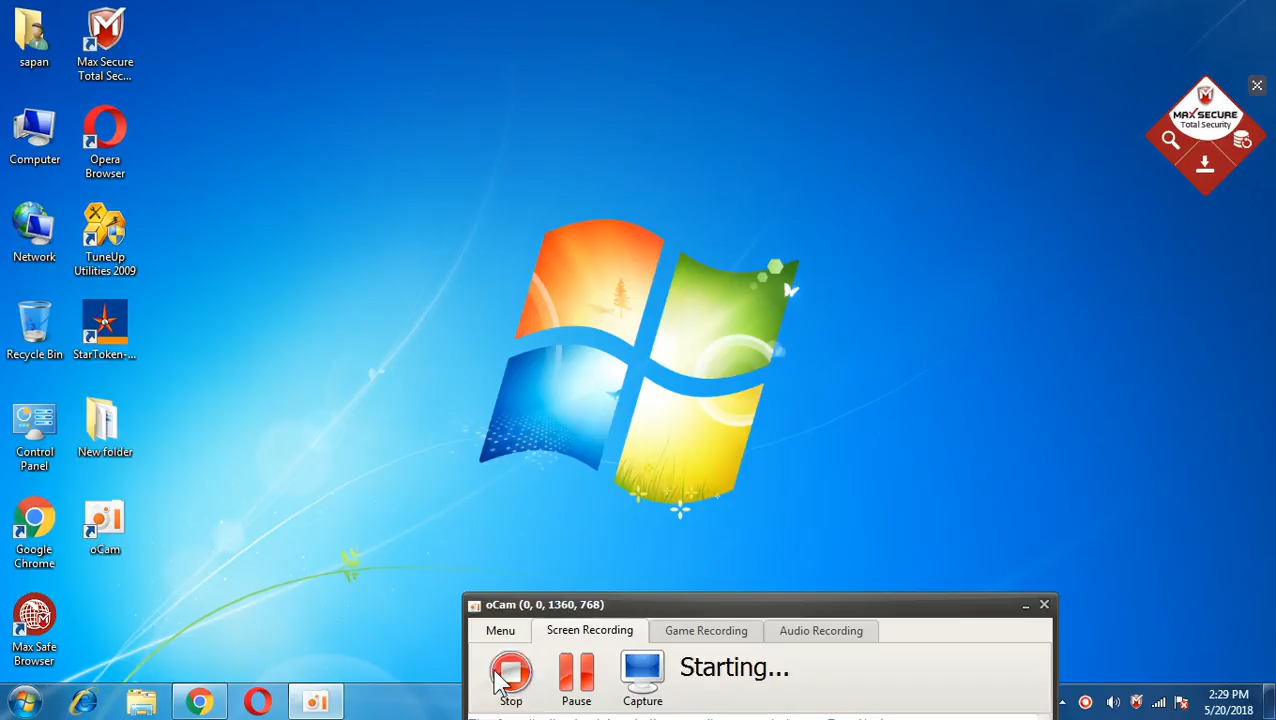 sapan
Max Secure
Total Sec...
Computer
Opera
Browser
Network
TuneUp
Utilities 2009
Recycle Bin
StarToken-...
Control
Panel
New folder
Google
Chrome
oCam
Max Safe
Browser
MAX SECURE
Total Security
oCam (0, 0, 1360, 768)
Menu
Screen Recording
Game Recording
Audio Recording
Starting...
Stop
Pause
Capture
2:29 PM
5/20/2018